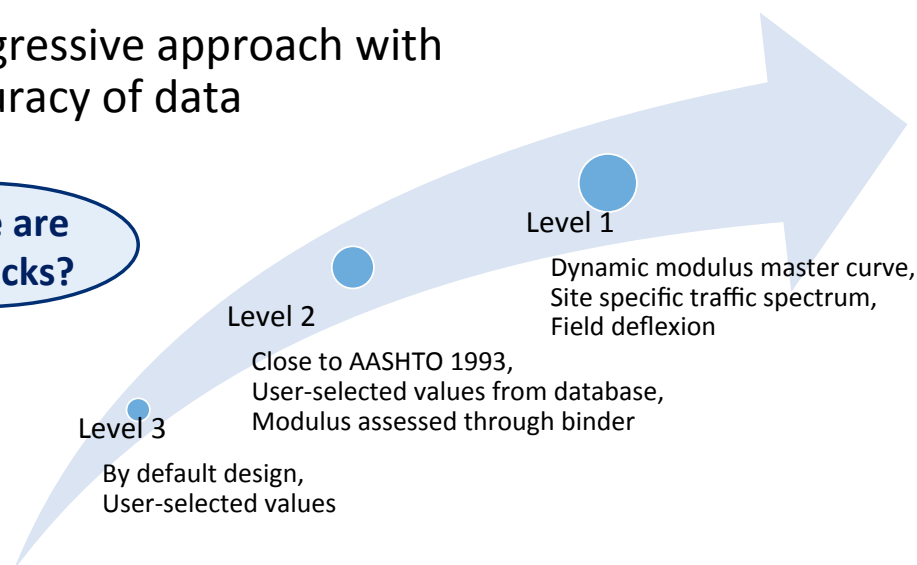 gressive approach with
uracy of data
e are
cks?
Level 1
Dynamic modulus master curve,
Site specific traffic spectrum,
Field deflexion
Level 2
Close to AASHTO 1993,
User-selected values from database,
Modulus assessed through binder
Level 3
By default design,
User-selected values